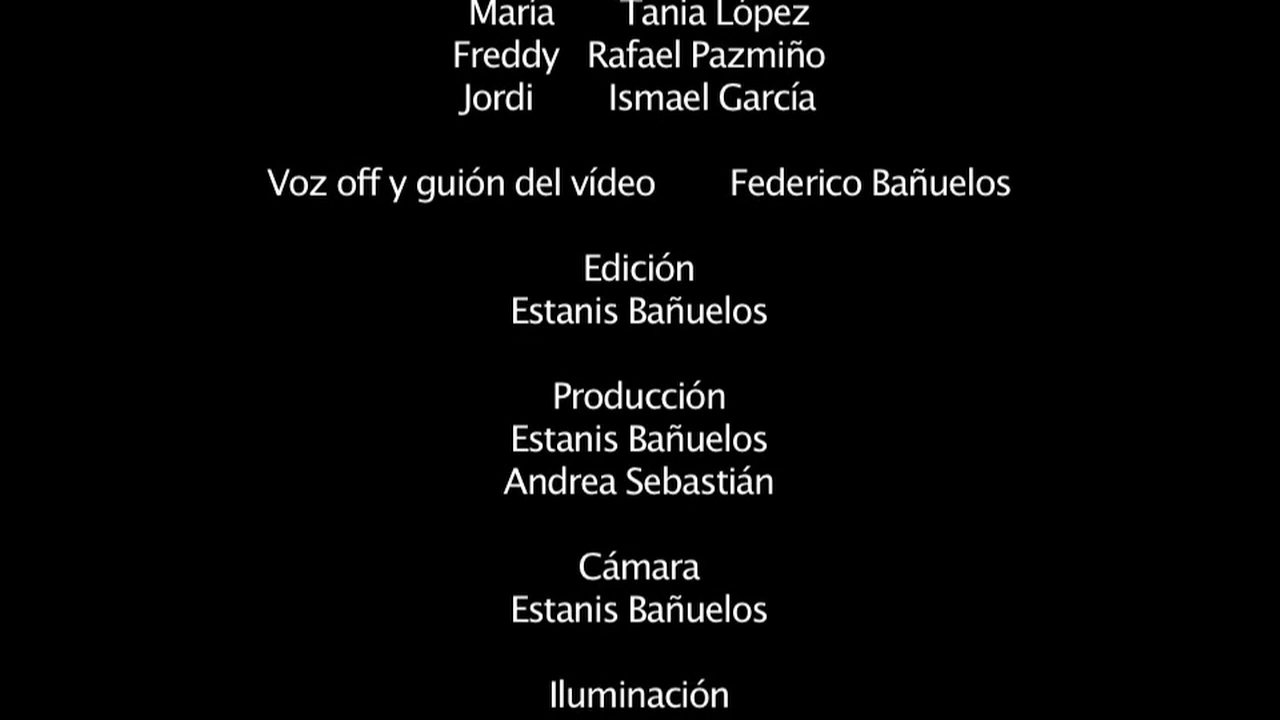 María Tania López
Freddy Rafael Pazmiño
Jordi Ismael García
Voz off y guión del vídeo Federico Bañuelos
Edición
Estanis Bañuelos
Producción
Estanis Bañuelos
Andrea Sebastián
Cámara
Estanis Bañuelos
Iluminación